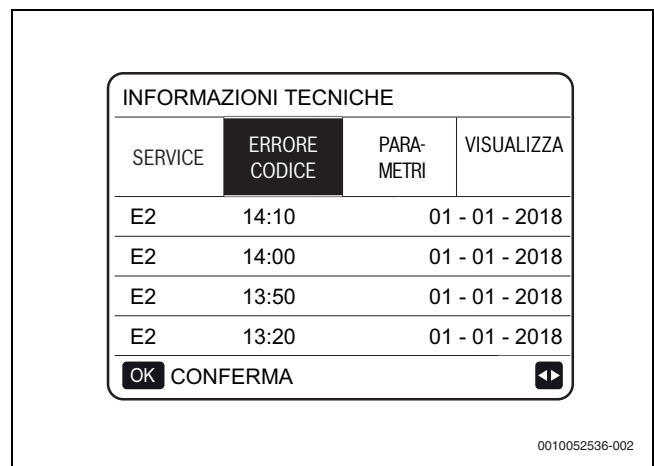 INFORMAZIONI TECNICHE
SERVICE ERRORE CODICE PARA-METRI VISUALIZZA
E2 14:10 01 - 01 - 2018
E2 14:00 01 - 01 - 2018
E2 13:50 01 - 01 - 2018
E2 13:20 01 - 01 - 2018
OK CONFERMA
0010052536-002